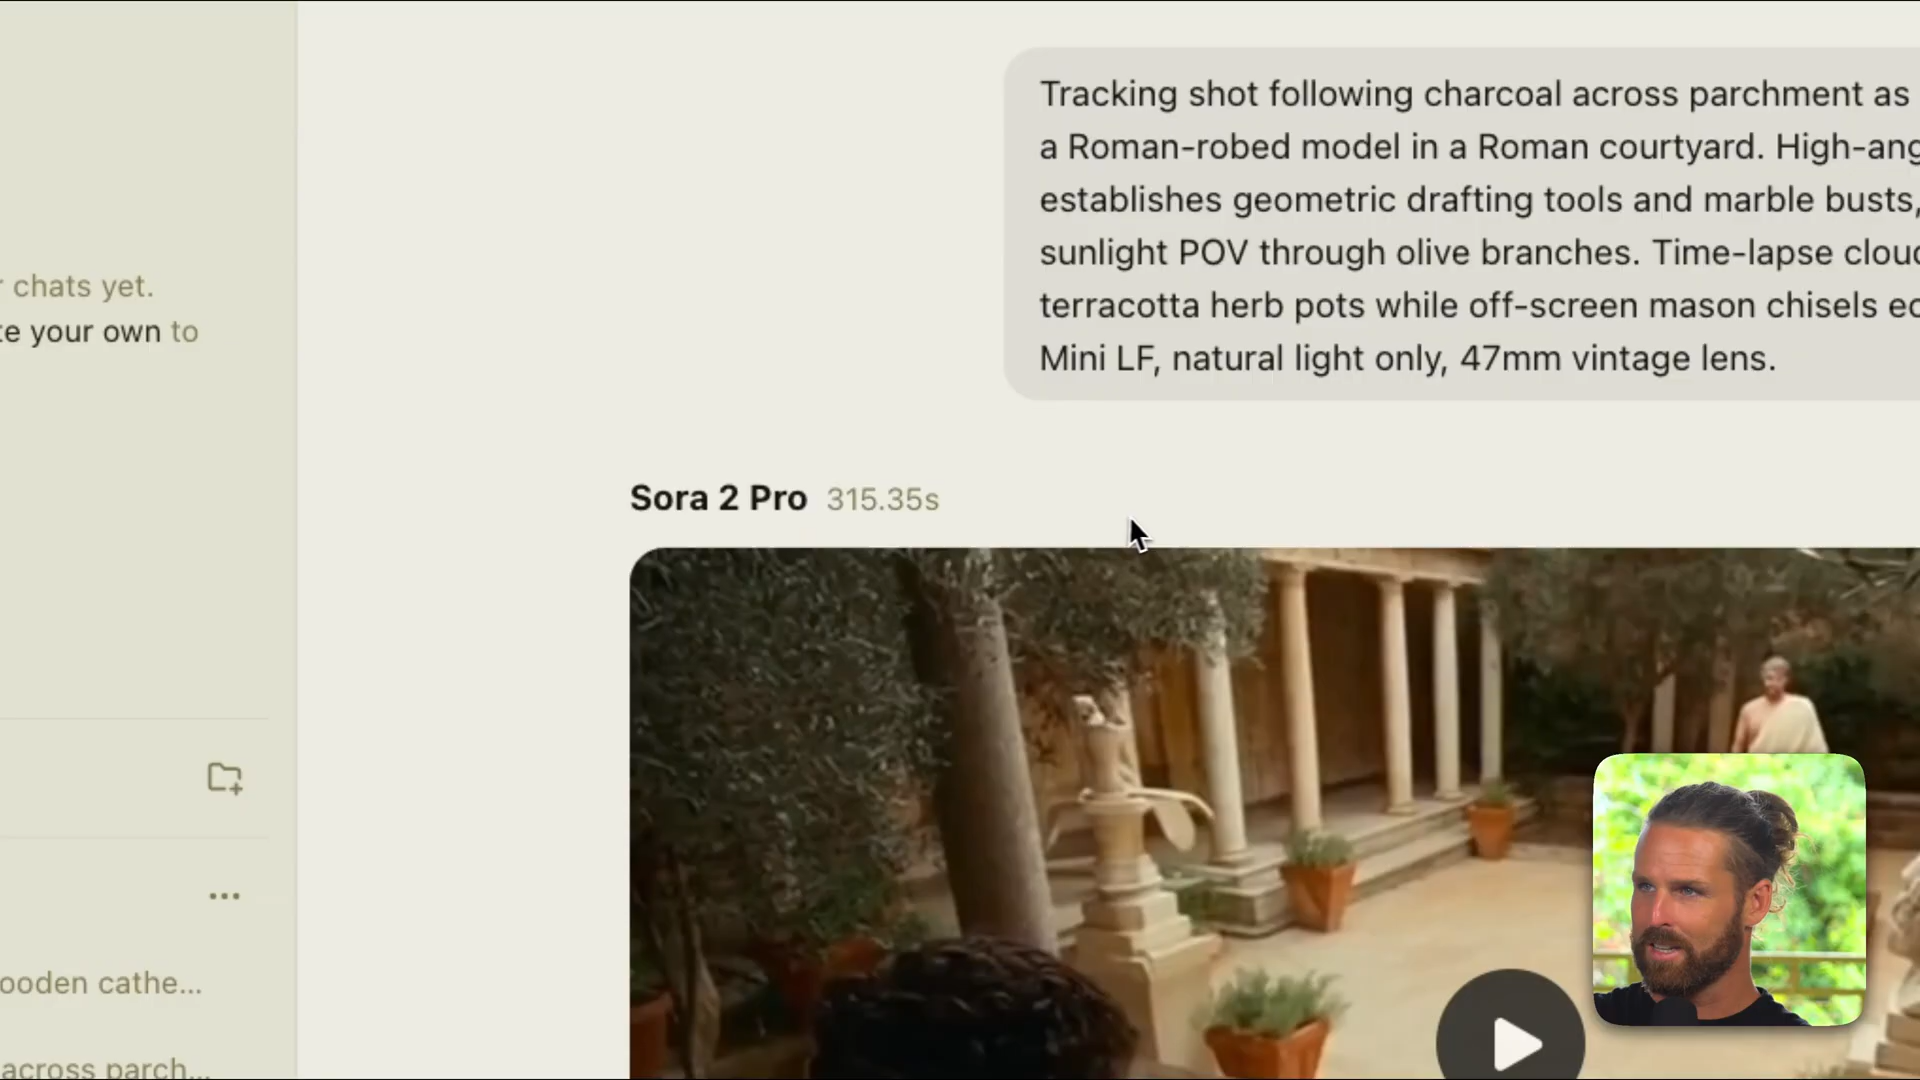 Tracking shot following charcoal across parchment as
a Roman-robed model in a Roman courtyard. High-ang
establishes geometric drafting tools and marble busts,
sunlight POV through olive branches. Time-lapse clou
terracotta herb pots while off-screen mason chisels ec
Mini LF, natural light only, 47mm vintage lens.
chats yet.
te your own to
Sora 2 Pro 315.35s
ooden cathe...
across parch...